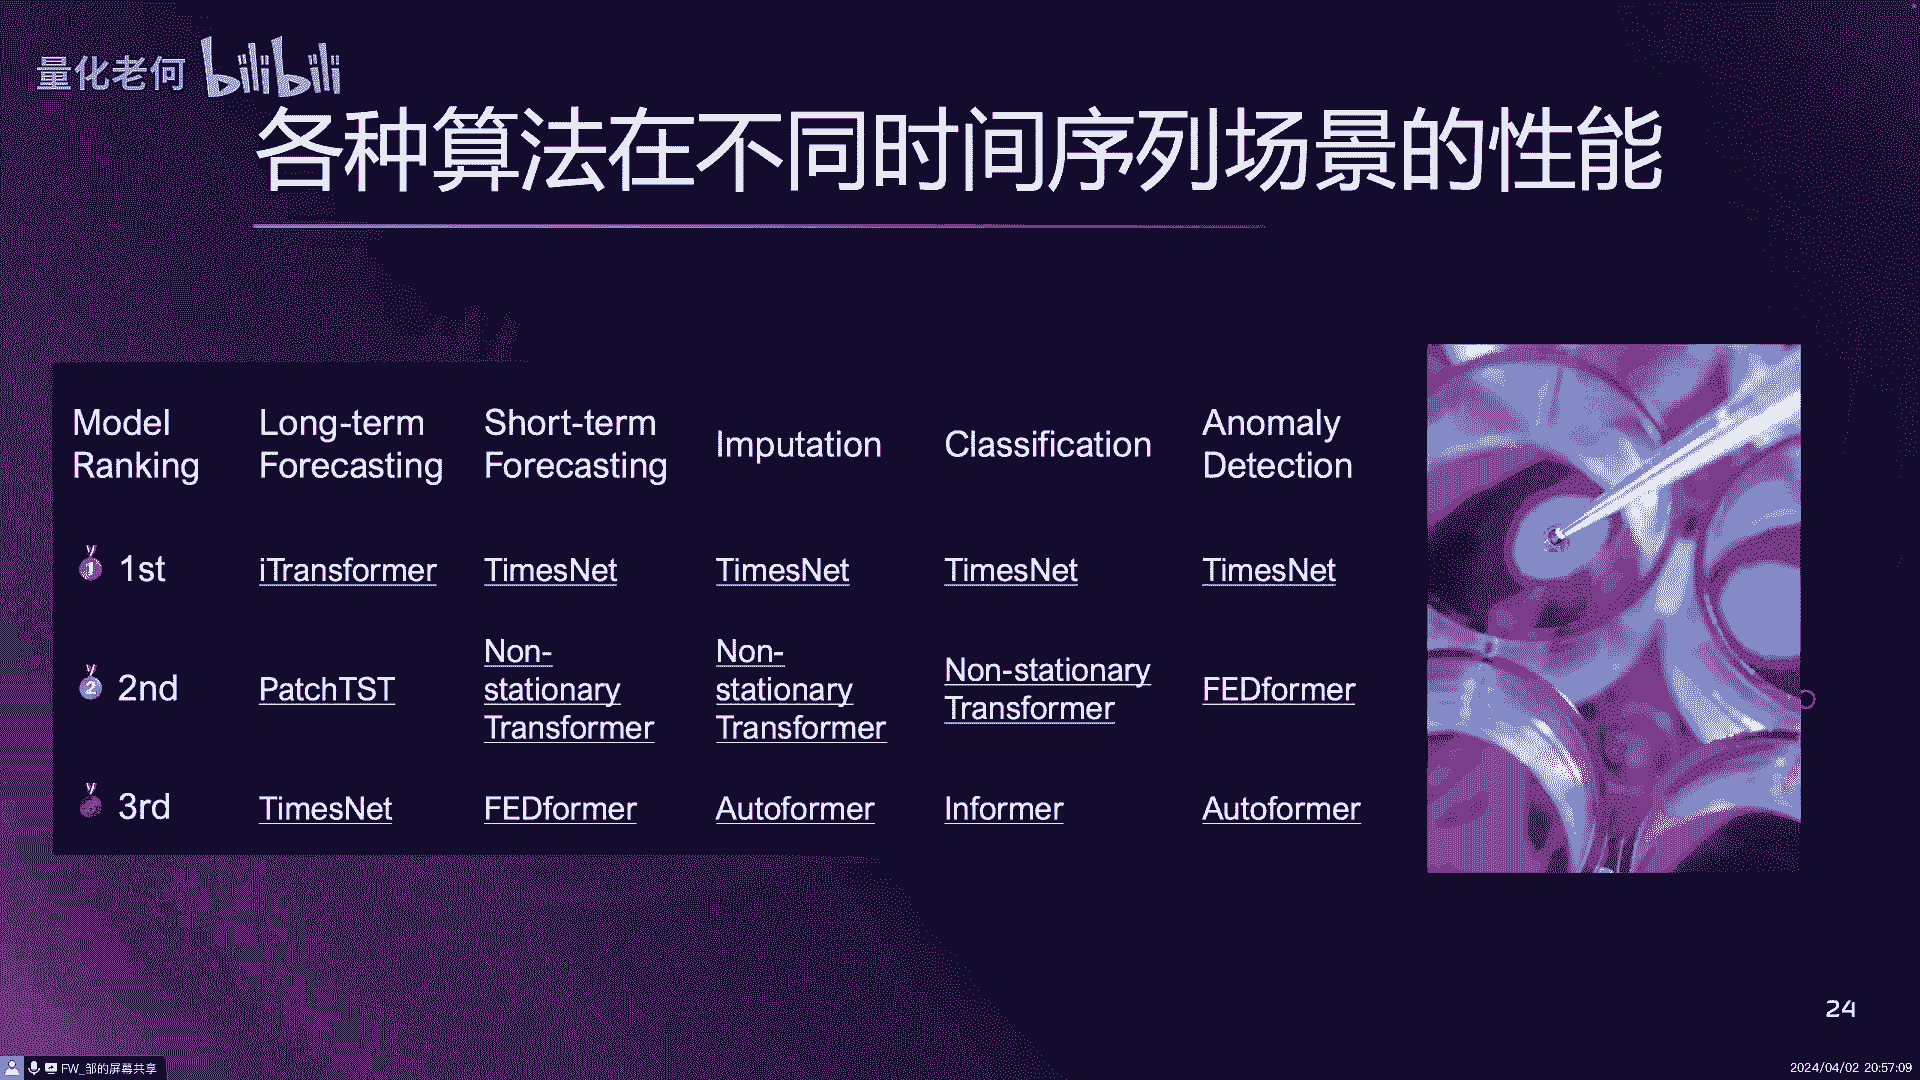 量化老何 bilibili
各种算法在不同时间序列场景的性能
Model Ranking
Long-term Forecasting
Short-term Forecasting
Imputation
Classification
Anomaly Detection
1 1st
iTransformer
TimesNet
TimesNet
TimesNet
TimesNet
2 2nd
PatchTST
Non-stationary Transformer
Non-stationary Transformer
Non-stationary Transformer
FEDformer
3rd
TimesNet
FEDformer
Autoformer
Informer
Autoformer
24
FW_邹的屏幕共享
2024/04/02 20:57:09